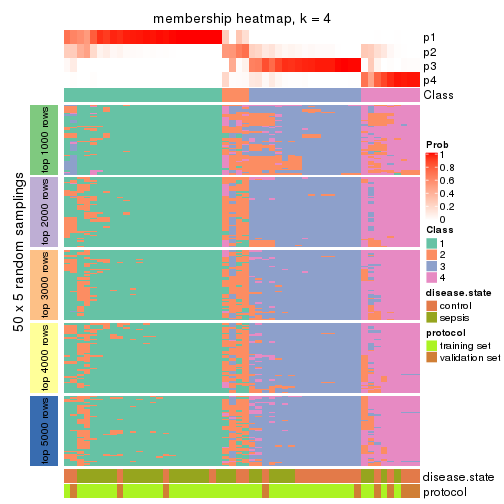 membership heatmap, k = 4
p1
p2
p3
p4
Class
50 x 5 random samplings
top 1000 rows
top 2000 rows
top 3000 rows
top 4000 rows
top 5000 rows
disease.state
protocol
Prob
1
0.8
0.6
0.4
0.2
0
Class
1
2
3
4
disease.state
control
sepsis
protocol
training set
validation set